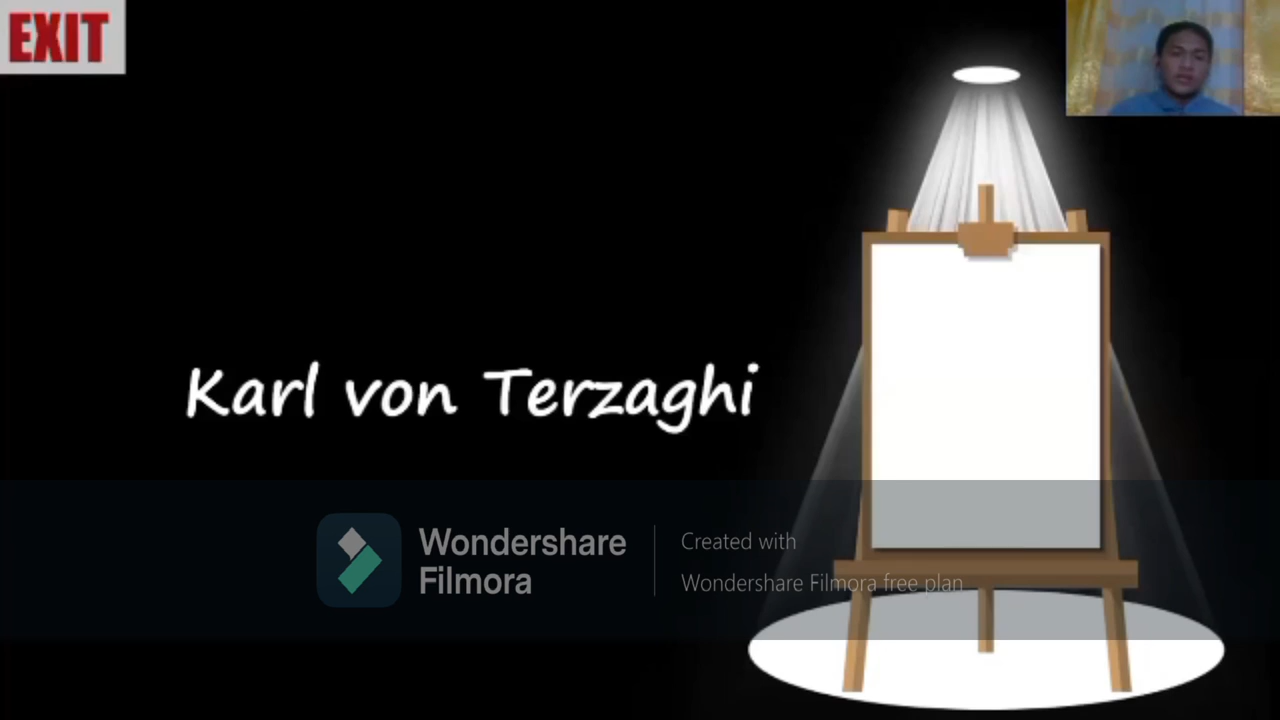 EXIT
Karl von Terzaghi
Wondershare
Filmora
Created with
Wondershare Filmora free plan